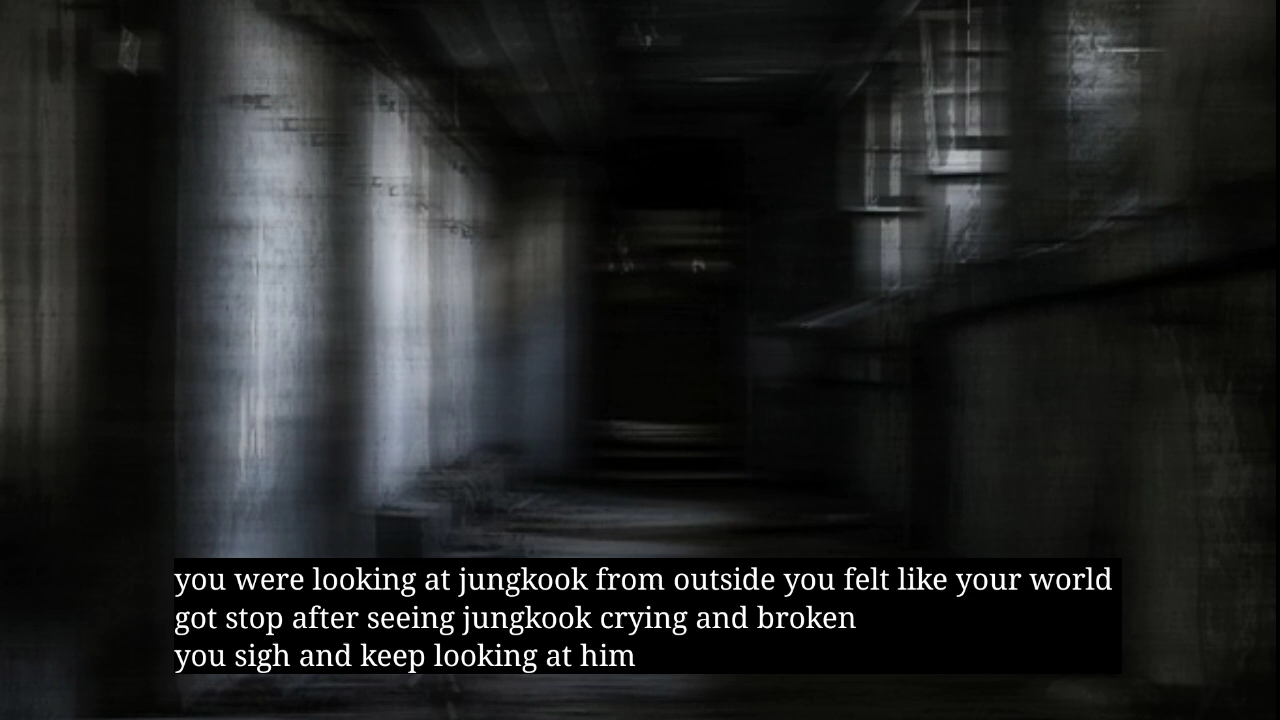 you were looking at jungkook from outside you felt like your world
got stop after seeing jungkook crying and broken
you sigh and keep looking at him